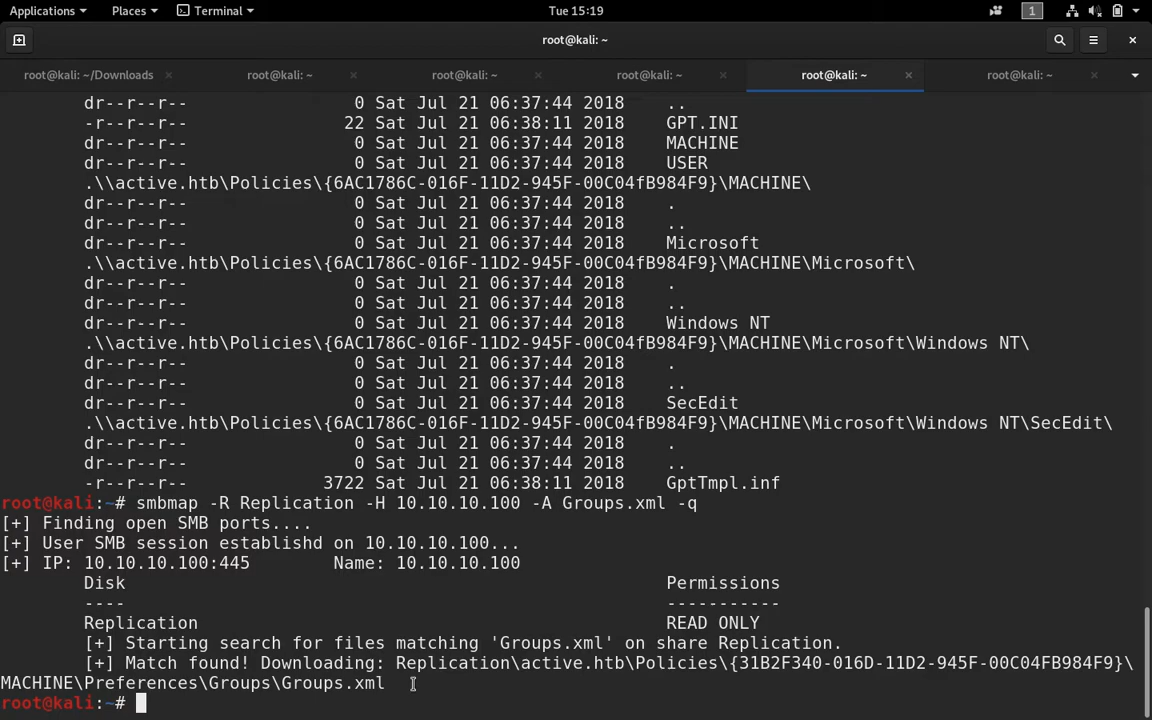 Applications Places Terminal Tue 15:19 1
root@kali: ~
root@kali: ~/Downloads × root@kali: ~ × root@kali: ~ × root@kali: ~ × root@kali: ~ × root@kali: ~ ×
dr--r--r-- 0 Sat Jul 21 06:37:44 2018 ..
-r--r--r-- 22 Sat Jul 21 06:38:11 2018 GPT.INI
dr--r--r-- 0 Sat Jul 21 06:37:44 2018 MACHINE
dr--r--r-- 0 Sat Jul 21 06:37:44 2018 USER
.\\active.htb\Policies\{6AC1786C-016F-11D2-945F-00C04fB984F9}\MACHINE\
dr--r--r-- 0 Sat Jul 21 06:37:44 2018 .
dr--r--r-- 0 Sat Jul 21 06:37:44 2018 ..
dr--r--r-- 0 Sat Jul 21 06:37:44 2018 Microsoft
.\\active.htb\Policies\{6AC1786C-016F-11D2-945F-00C04fB984F9}\MACHINE\Microsoft\
dr--r--r-- 0 Sat Jul 21 06:37:44 2018 .
dr--r--r-- 0 Sat Jul 21 06:37:44 2018 ..
dr--r--r-- 0 Sat Jul 21 06:37:44 2018 Windows NT
.\\active.htb\Policies\{6AC1786C-016F-11D2-945F-00C04fB984F9}\MACHINE\Microsoft\Windows NT\
dr--r--r-- 0 Sat Jul 21 06:37:44 2018 .
dr--r--r-- 0 Sat Jul 21 06:37:44 2018 ..
dr--r--r-- 0 Sat Jul 21 06:37:44 2018 SecEdit
.\\active.htb\Policies\{6AC1786C-016F-11D2-945F-00C04fB984F9}\MACHINE\Microsoft\Windows NT\SecEdit\
dr--r--r-- 0 Sat Jul 21 06:37:44 2018 .
dr--r--r-- 0 Sat Jul 21 06:37:44 2018 ..
-r--r--r-- 3722 Sat Jul 21 06:38:11 2018 GptTmpl.inf
root@kali:~# smbmap -R Replication -H 10.10.10.100 -A Groups.xml -q
[+] Finding open SMB ports....
[+] User SMB session establishd on 10.10.10.100...
[+] IP: 10.10.10.100:445 Name: 10.10.10.100
Disk Permissions
---- -----------
Replication READ ONLY
[+] Starting search for files matching 'Groups.xml' on share Replication.
[+] Match found! Downloading: Replication\active.htb\Policies\{31B2F340-016D-11D2-945F-00C04FB984F9}\
MACHINE\Preferences\Groups\Groups.xml
root@kali:~#